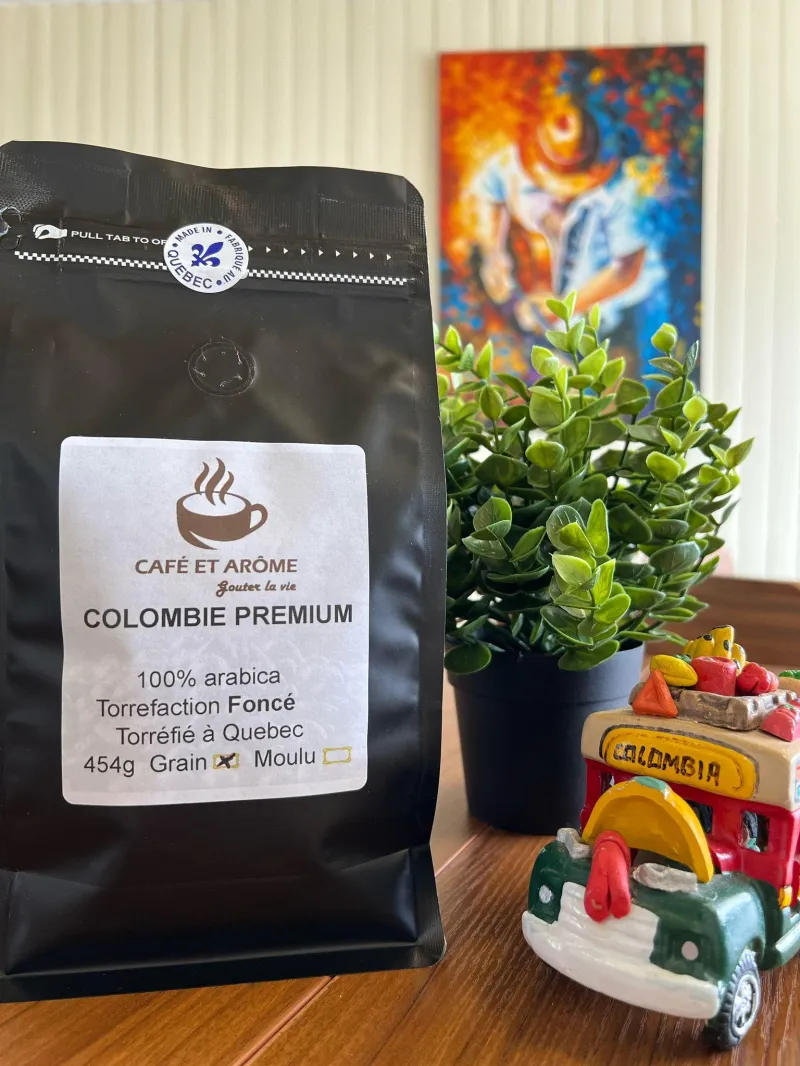 PULL TAB TO
MADE IN
FABRIQUÉ AU
QUEBEC
CAFÉ ET ARÔME
Gouter la vie
COLOMBIE PREMIUM
100% arabica
Torrefaction Foncé
Torréfié à Quebec
454g Grain Moulu
COLOMBIA